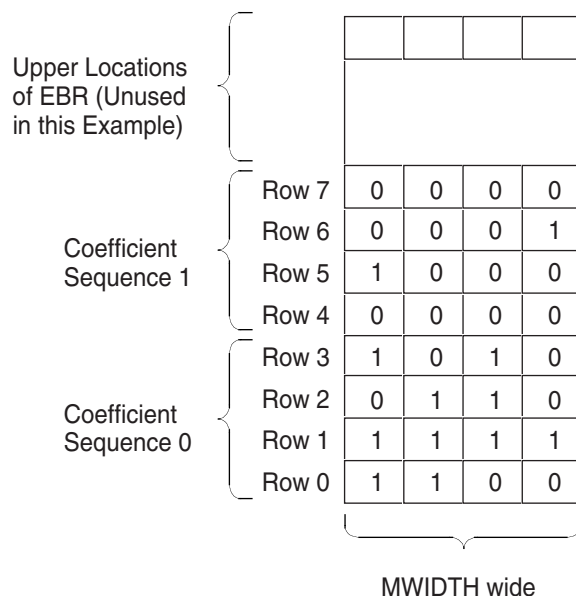 Upper Locations
of EBR (Unused
in this Example)
Row 7 0 0 0 0
Row 6 0 0 0 1
Coefficient
Sequence 1
Row 5 1 0 0 0
Row 4 0 0 0 0
Row 3 1 0 1 0
Row 2 0 1 1 0
Coefficient
Sequence 0
Row 1 1 1 1 1
Row 0 1 1 0 0
MWIDTH wide